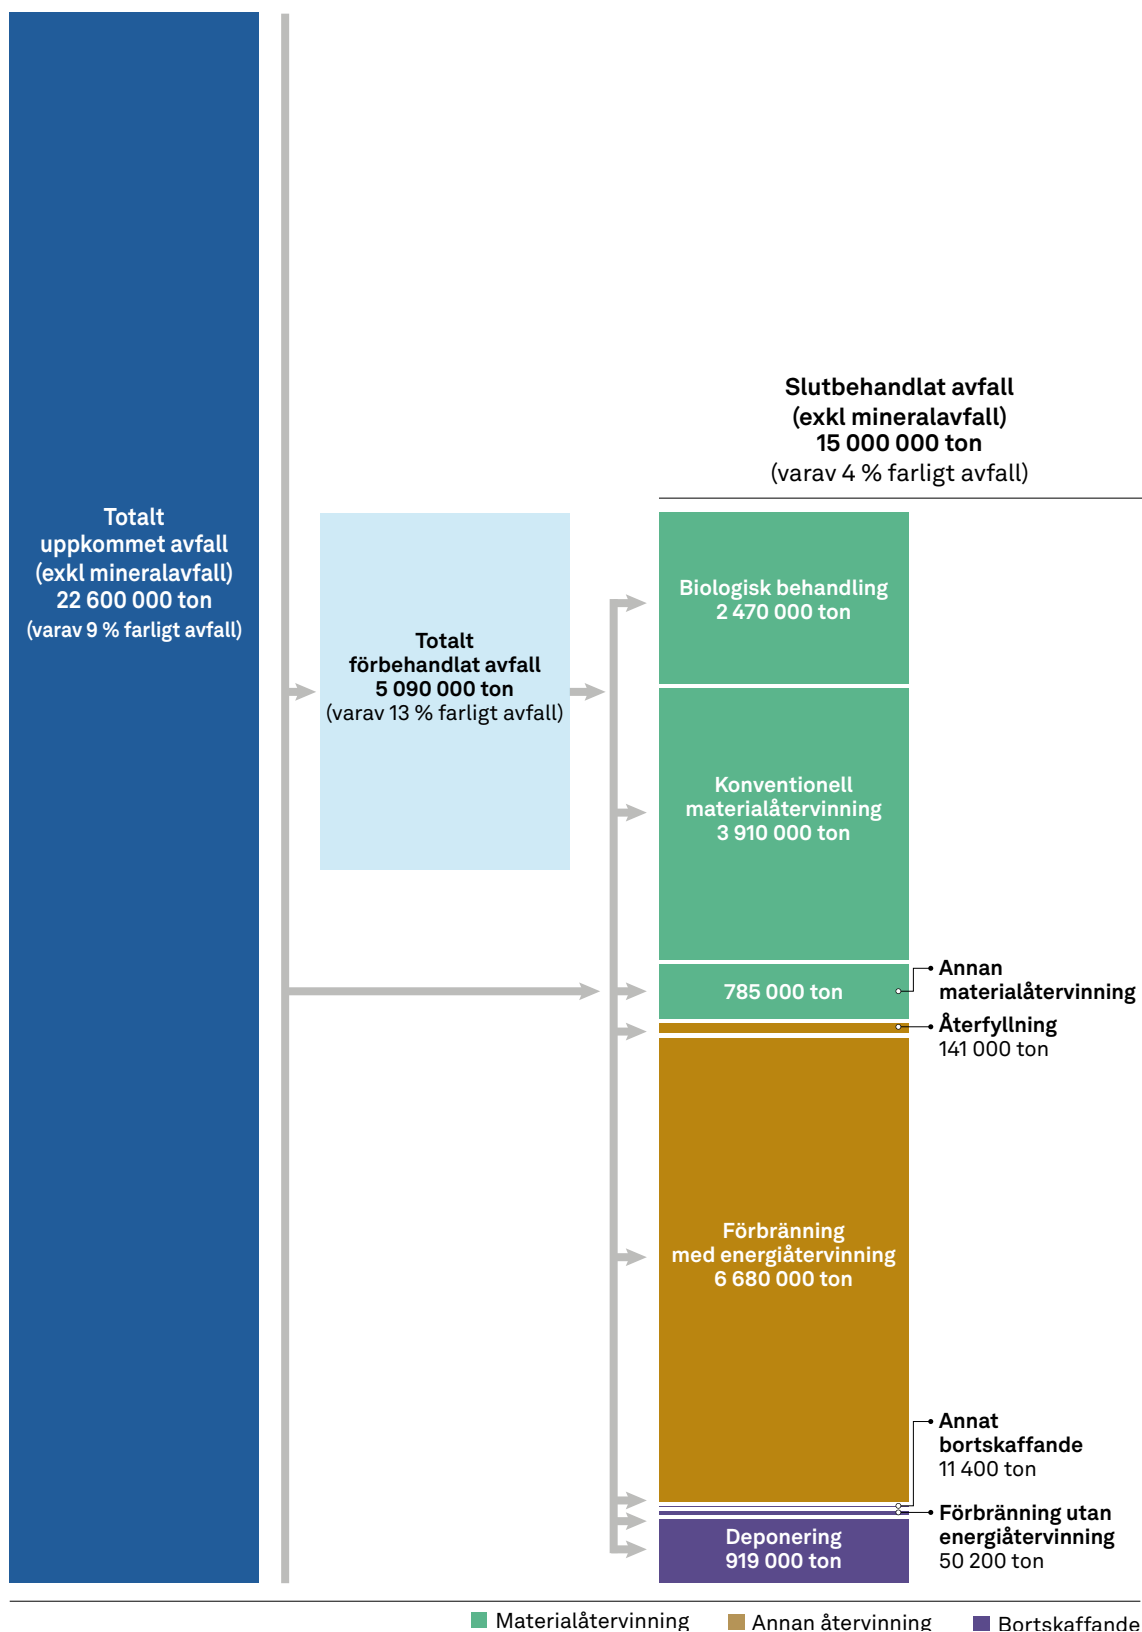 Totalt
uppkommet avfall
(exkl mineralavfall)
22 600 000 ton
(varav 9 % farligt avfall)
Totalt
förbehandlat avfall
5 090 000 ton
(varav 13 % farligt avfall)
Slutbehandlat avfall
(exkl mineralavfall)
15 000 000 ton
(varav 4 % farligt avfall)
Biologisk behandling
2 470 000 ton
Konventionell
materialåtervinning
3 910 000 ton
785 000 ton
Annan
materialåtervinning
Återfyllning
141 000 ton
Förbränning
med energiåtervinning
6 680 000 ton
Annat
bortskaffande
11 400 ton
Förbränning utan
energiåtervinning
50 200 ton
Deponering
919 000 ton
Materialåtervinning
Annan återvinning
Bortskaffande